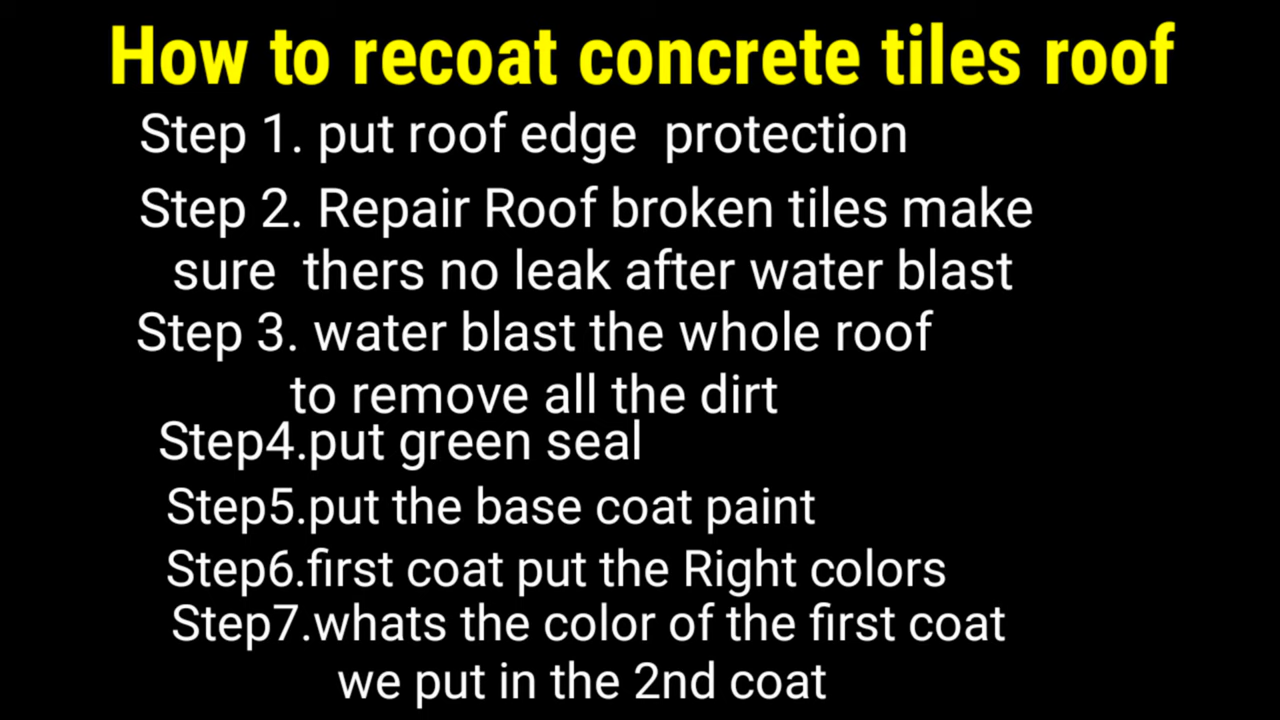 How to recoat concrete tiles roof
Step 1. put roof edge protection
Step 2. Repair Roof broken tiles make
sure thers no leak after water blast
Step 3. water blast the whole roof
to remove all the dirt
Step4.put green seal
Step5.put the base coat paint
Step6.first coat put the Right colors
Step7.whats the color of the first coat
we put in the 2nd coat